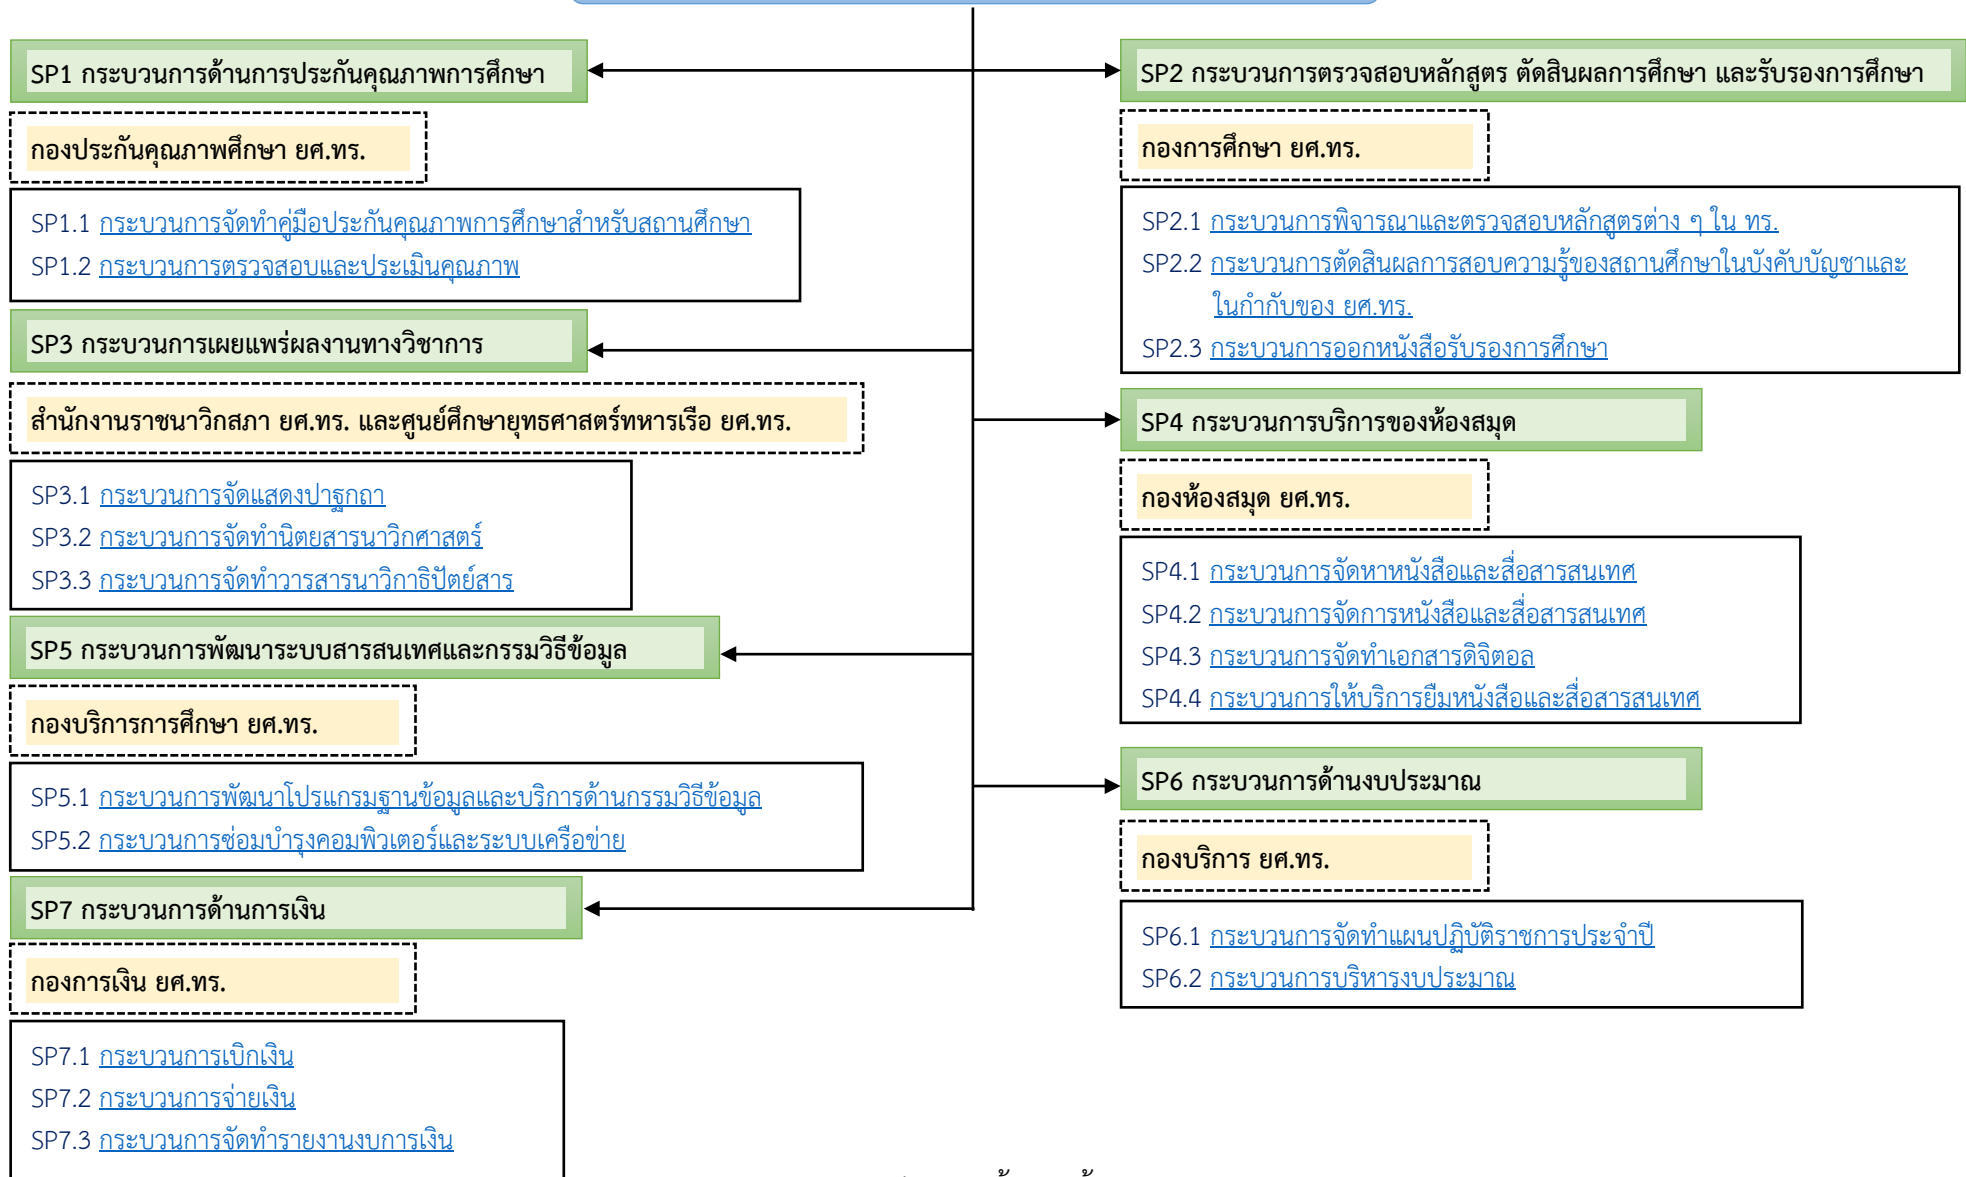 SP1 กระบวนการด้านการประกันคุณภาพการศึกษา
กองประกันคุณภาพศึกษา ยศ.ทร.
SP1.1 กระบวนการจัดทำคู่มือประกันคุณภาพการศึกษาสำหรับสถานศึกษา
SP1.2 กระบวนการตรวจสอบและประเมินคุณภาพ
SP2 กระบวนการตรวจสอบหลักสูตร ตัดสินผลการศึกษา และรับรองการศึกษา
กองการศึกษา ยศ.ทร.
SP2.1 กระบวนการพิจารณาและตรวจสอบหลักสูตรต่าง ๆ ใน ทร.
SP2.2 กระบวนการตัดสินผลการสอบความรู้ของสถานศึกษาในบังคับบัญชาและ
ในกำกับของ ยศ.ทร.
SP2.3 กระบวนการออกหนังสือรับรองการศึกษา
SP3 กระบวนการเผยแพร่ผลงานทางวิชาการ
สำนักงานราชนาวิกสภา ยศ.ทร. และศูนย์ศึกษายุทธศาสตร์ทหารเรือ ยศ.ทร.
SP3.1 กระบวนการจัดแสดงปาฐกถา
SP3.2 กระบวนการจัดทำนิตยสารนาวิกศาสตร์
SP3.3 กระบวนการจัดทำวารสารนาวิกาธิปัตย์สาร
SP4 กระบวนการบริการของห้องสมุด
กองห้องสมุด ยศ.ทร.
SP4.1 กระบวนการจัดหาหนังสือและสื่อสารสนเทศ
SP4.2 กระบวนการจัดการหนังสือและสื่อสารสนเทศ
SP4.3 กระบวนการจัดทำเอกสารดิจิตอล
SP4.4 กระบวนการให้บริการยืมหนังสือและสื่อสารสนเทศ
SP5 กระบวนการพัฒนาระบบสารสนเทศและกรรมวิธีข้อมูล
กองบริการการศึกษา ยศ.ทร.
SP5.1 กระบวนการพัฒนาโปรแกรมฐานข้อมูลและบริการด้านกรรมวิธีข้อมูล
SP5.2 กระบวนการซ่อมบำรุงคอมพิวเตอร์และระบบเครือข่าย
SP6 กระบวนการด้านงบประมาณ
กองบริการ ยศ.ทร.
SP6.1 กระบวนการจัดทำแผนปฏิบัติราชการประจำปี
SP6.2 กระบวนการบริหารงบประมาณ
SP7 กระบวนการด้านการเงิน
กองการเงิน ยศ.ทร.
SP7.1 กระบวนการเบิกเงิน
SP7.2 กระบวนการจ่ายเงิน
SP7.3 กระบวนการจัดทำรายงานงบการเงิน